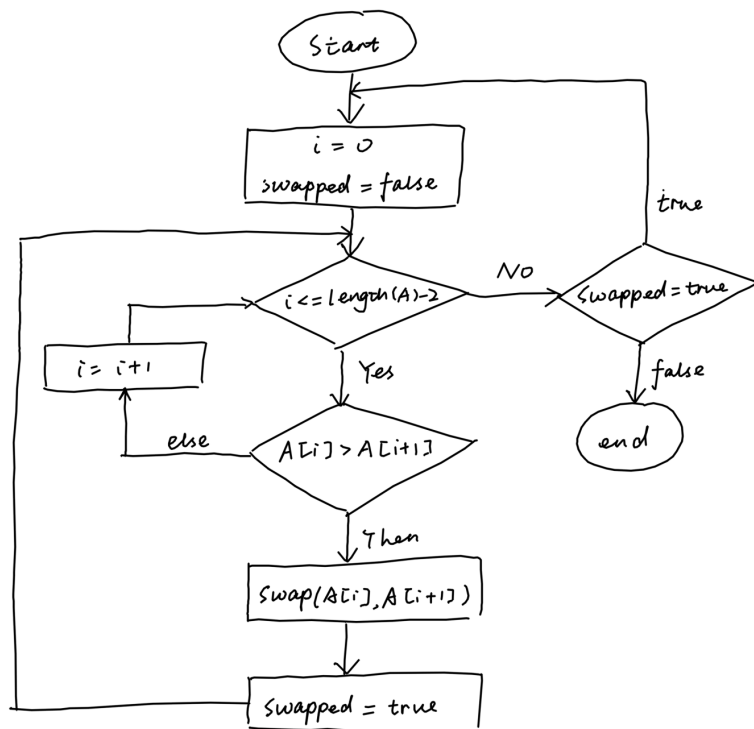 Start
i = 0
swapped = false
i <= length(A)-2
No
swapped = true
true
false
end
Yes
i = i+1
else
A[i] > A[i+1]
Then
Swap(A[i], A[i+1])
swapped = true